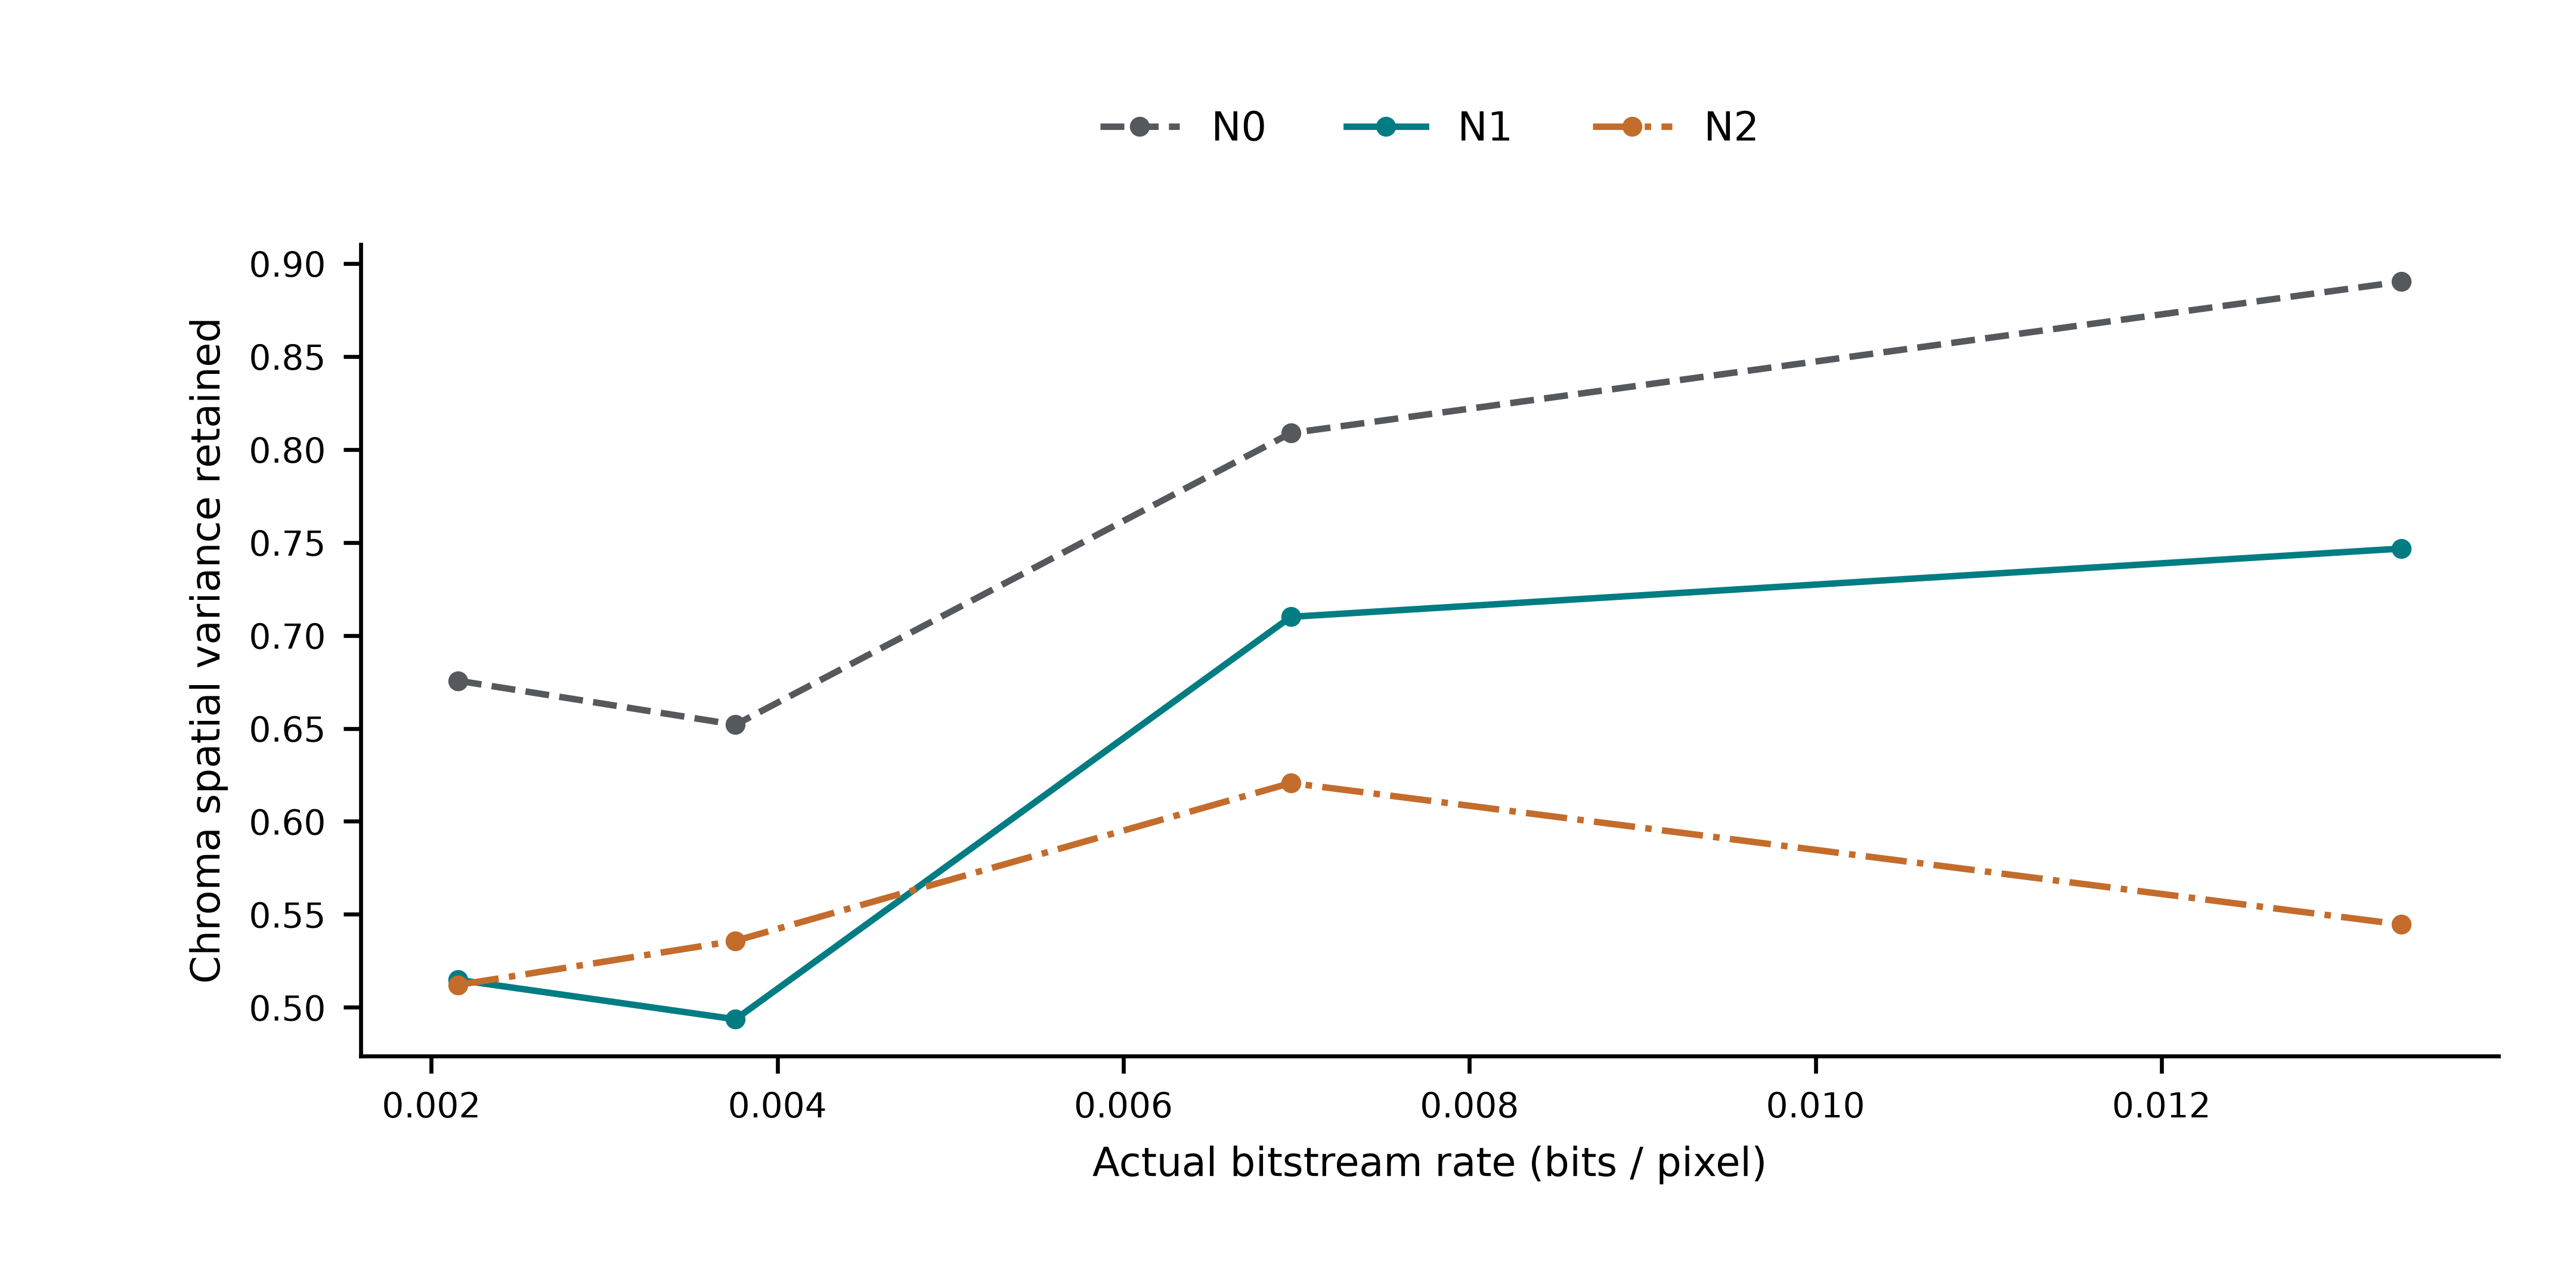 N0 N1 N2
Chroma spatial variance retained
0.90
0.85
0.80
0.75
0.70
0.65
0.60
0.55
0.50
0.002 0.004 0.006 0.008 0.010 0.012
Actual bitstream rate (bits / pixel)